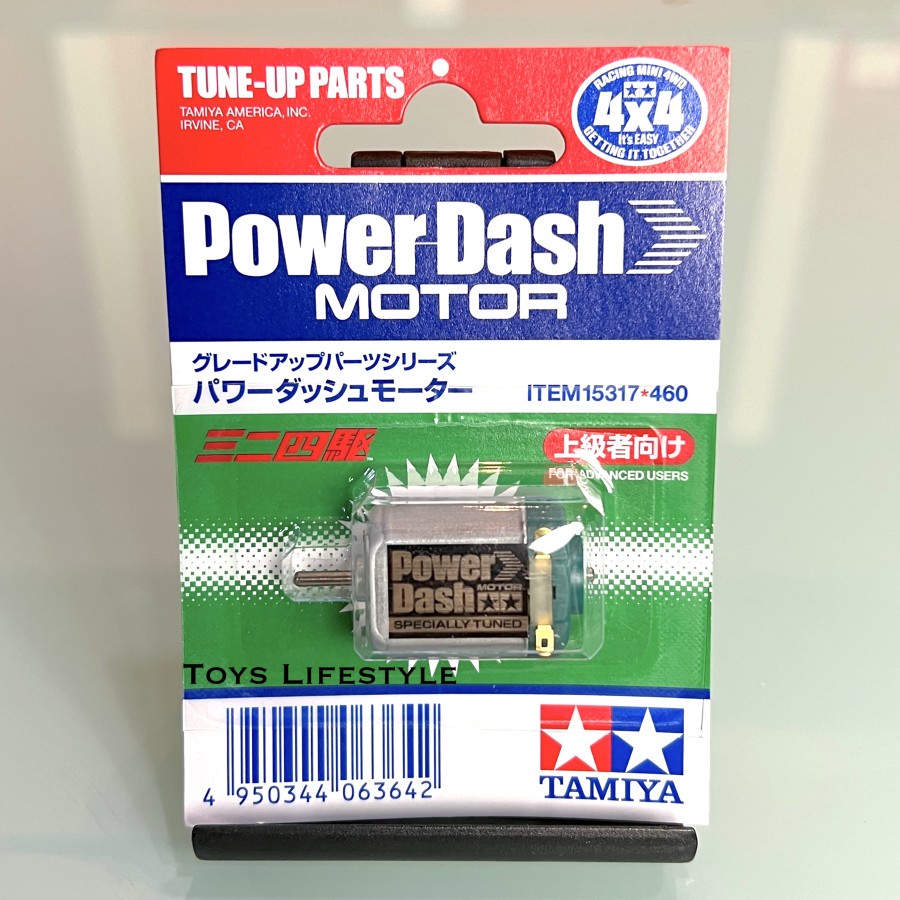 TUNE-UP PARTS
TAMIYA AMERICA, INC.
IRVINE, CA
RACING MINI 4WD
4x4
It's EASY
GETTING IT TOGETHER
Power Dash
MOTOR
グレードアップパーツシリーズ
パワーダッシュモーター
ITEM15317*460
ミニ四駆
上級者向け
FOR ADVANCED USERS
Power
Dash
MOTOR
SPECIALLY TUNED
TOYS LIFESTYLE
4 950344 063642
TAMIYA